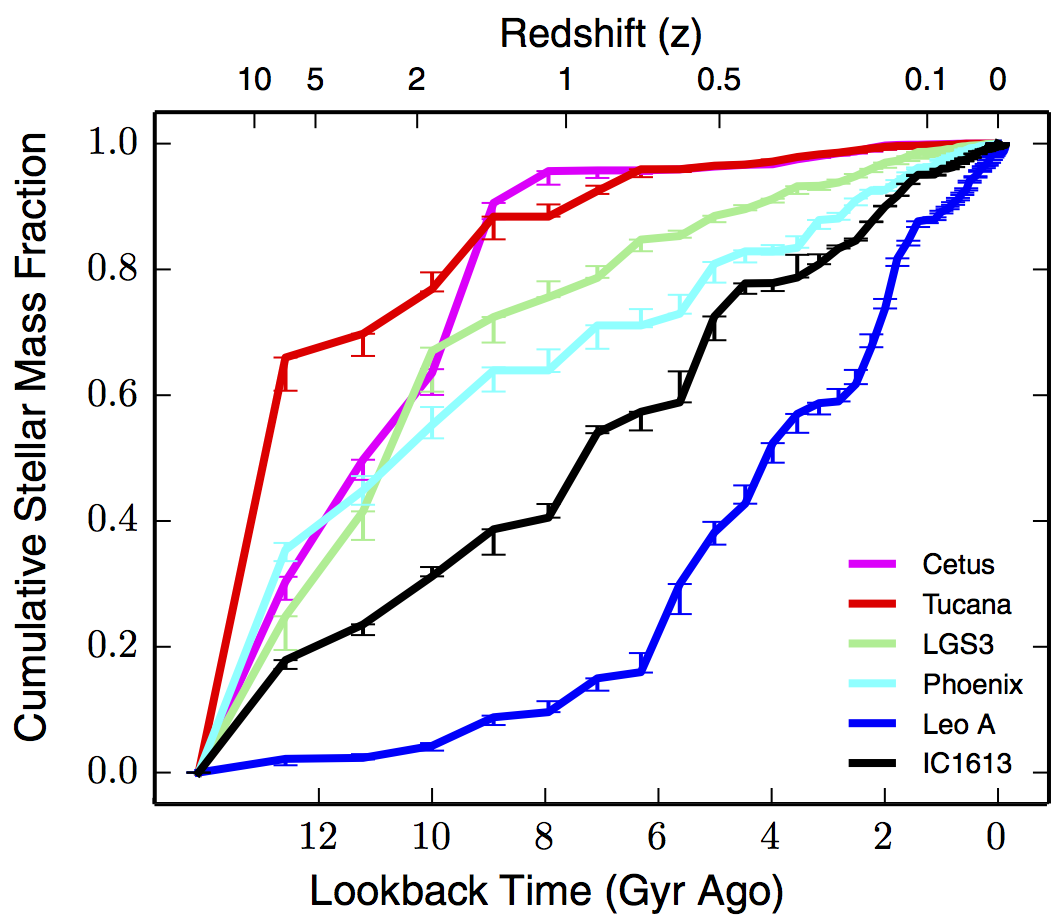 Redshift (z)
10 5 2 1 0.5 0.1 0
Cumulative Stellar Mass Fraction
1.0
0.8
0.6
0.4
0.2
0.0
Cetus
Tucana
LGS3
Phoenix
Leo A
IC1613
12 10 8 6 4 2 0
Lookback Time (Gyr Ago)